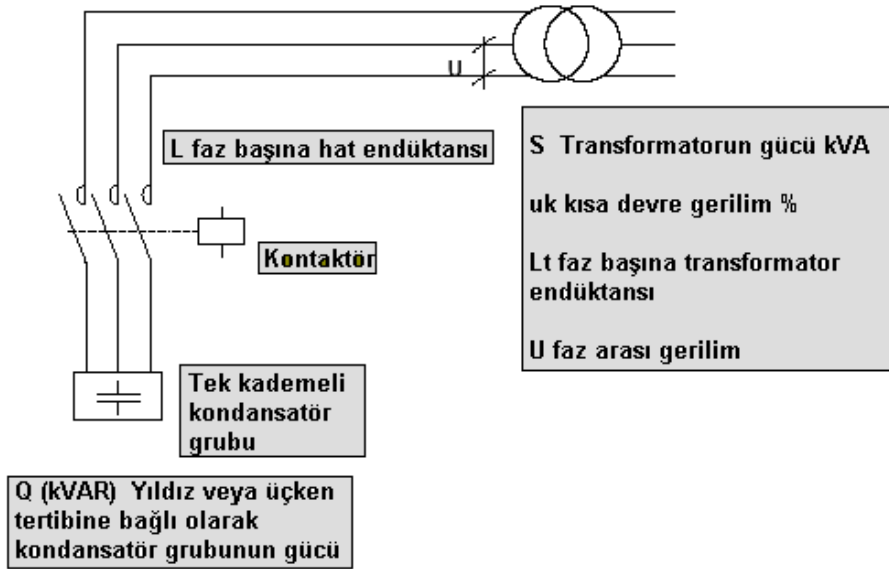 U
L faz başına hat endüktansı
S Transformatorun gücü kVA
uk kısa devre gerilim %
Lt faz başına transformator
endüktansı
U faz arası gerilim
Kontaktör
Tek kademeli
kondansatör
grubu
Q (kVAR) Yıldız veya üçken
tertibine bağlı olarak
kondansatör grubunun gücü